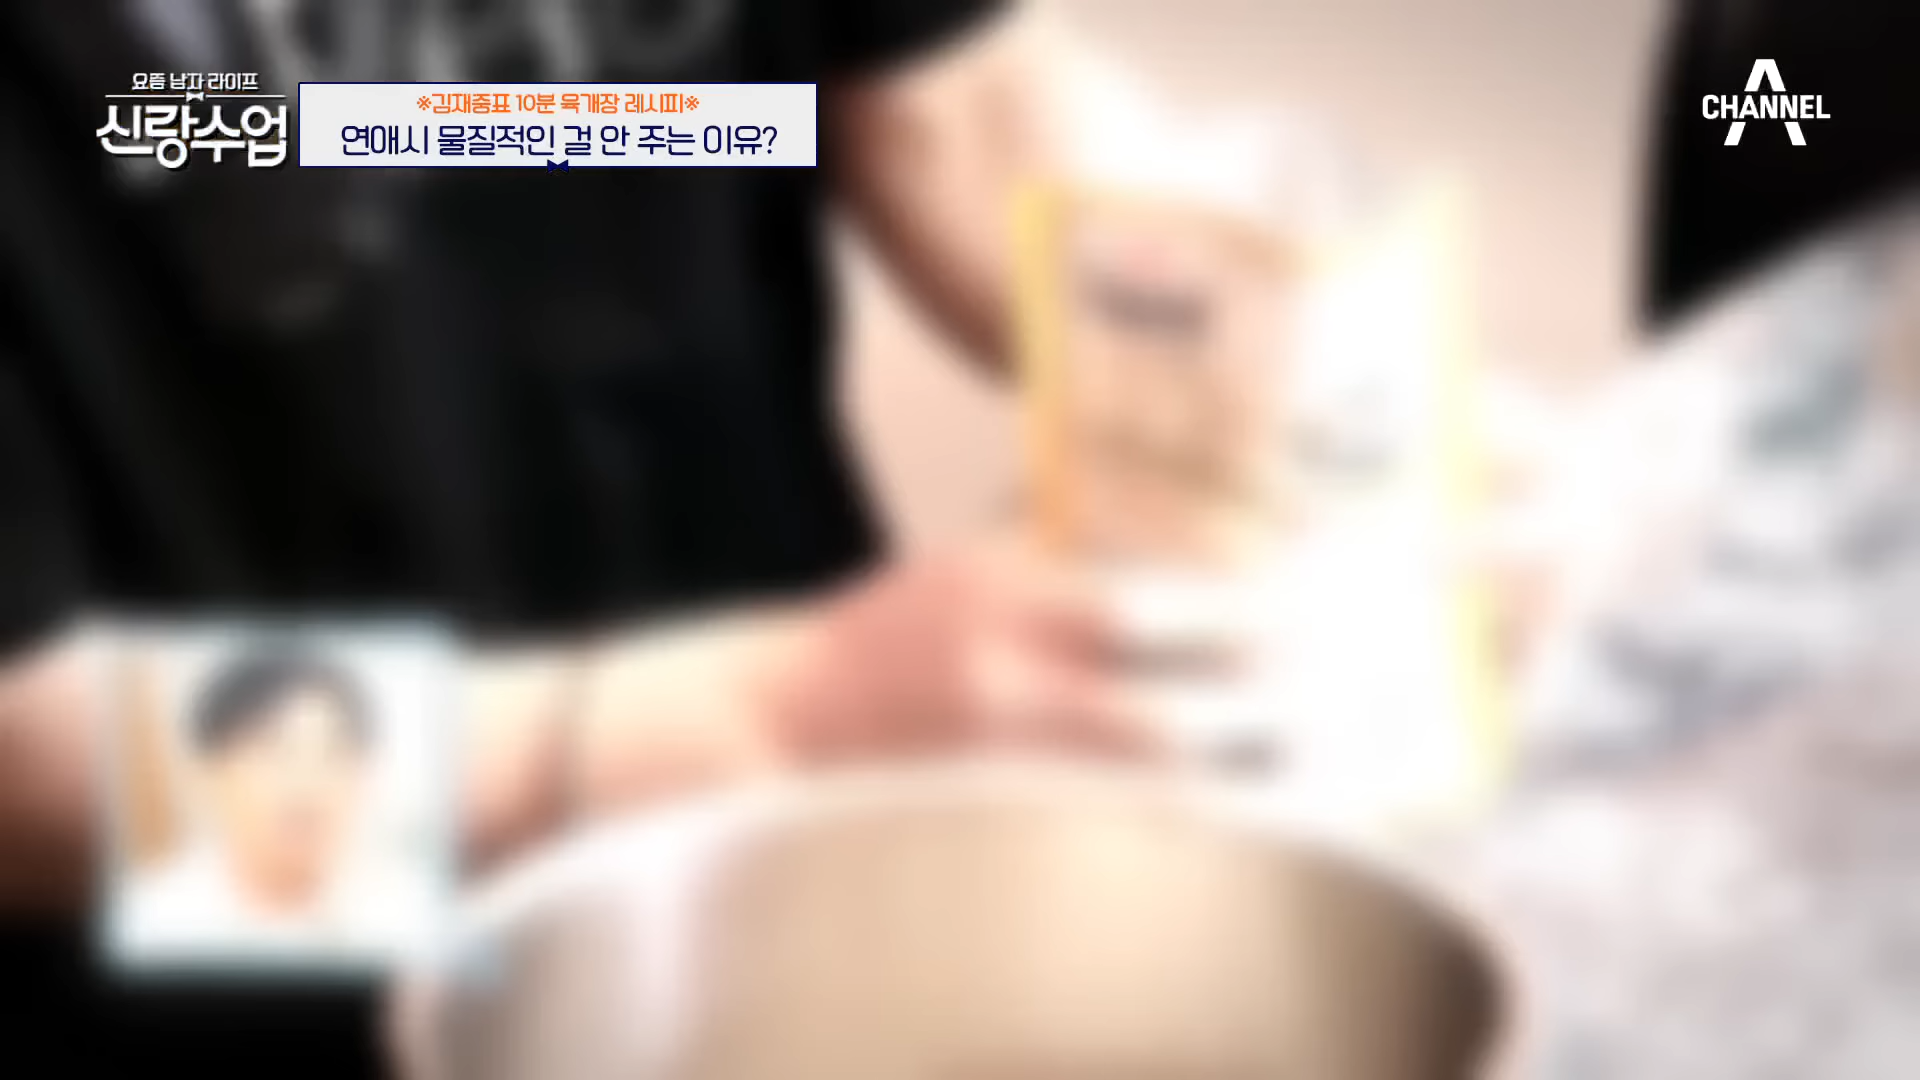 요즘 남자 라이프
신랑수업
※김재중표 10분 육개장 레시피※
연애시 물질적인 걸 안 주는 이유?
CHANNEL A